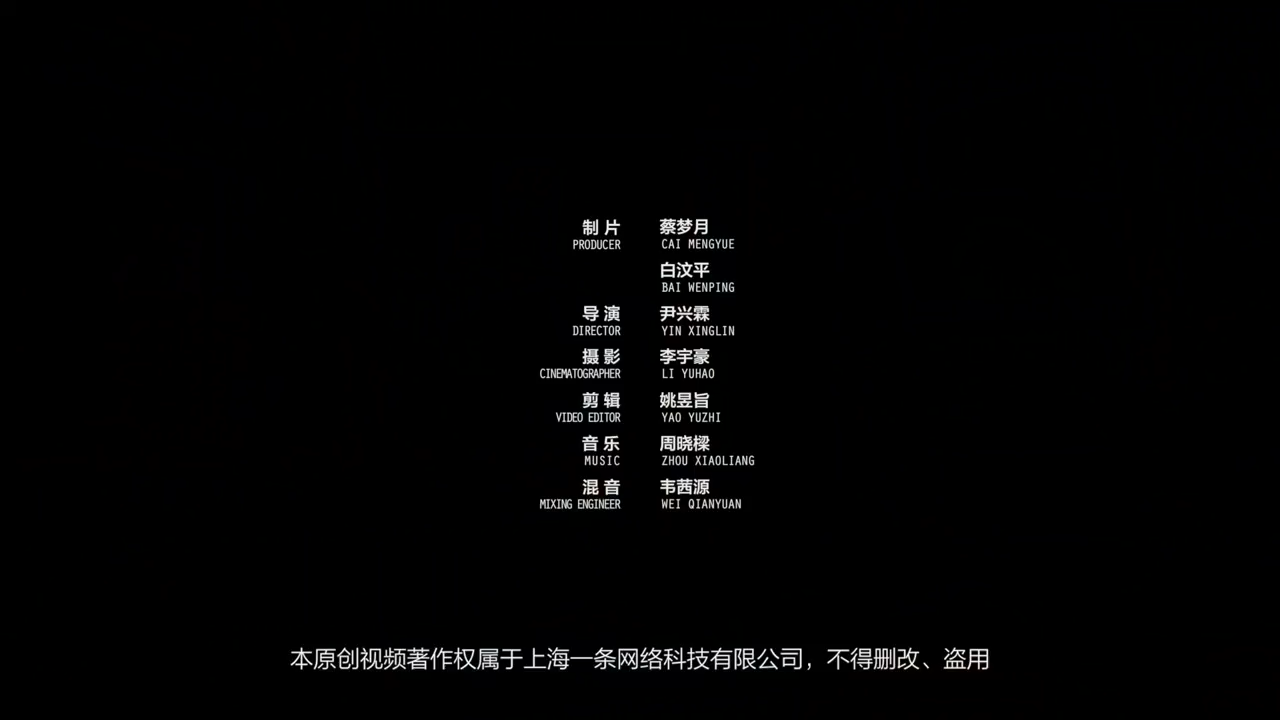 制片 蔡梦月
PRODUCER CAI MENGYUE
白汶平
BAI WENPING
导演 尹兴霖
DIRECTOR YIN XINGLIN
摄影 李宇豪
CINEMATOGRAPHER LI YUHAO
剪辑 姚昱旨
VIDEO EDITOR YAO YUZHI
音乐 周晓樑
MUSIC ZHOU XIAOLIANG
混音 韦茜源
MIXING ENGINEER WEI QIANYUAN
本原创视频著作权属于上海一条网络科技有限公司，不得删改、盗用